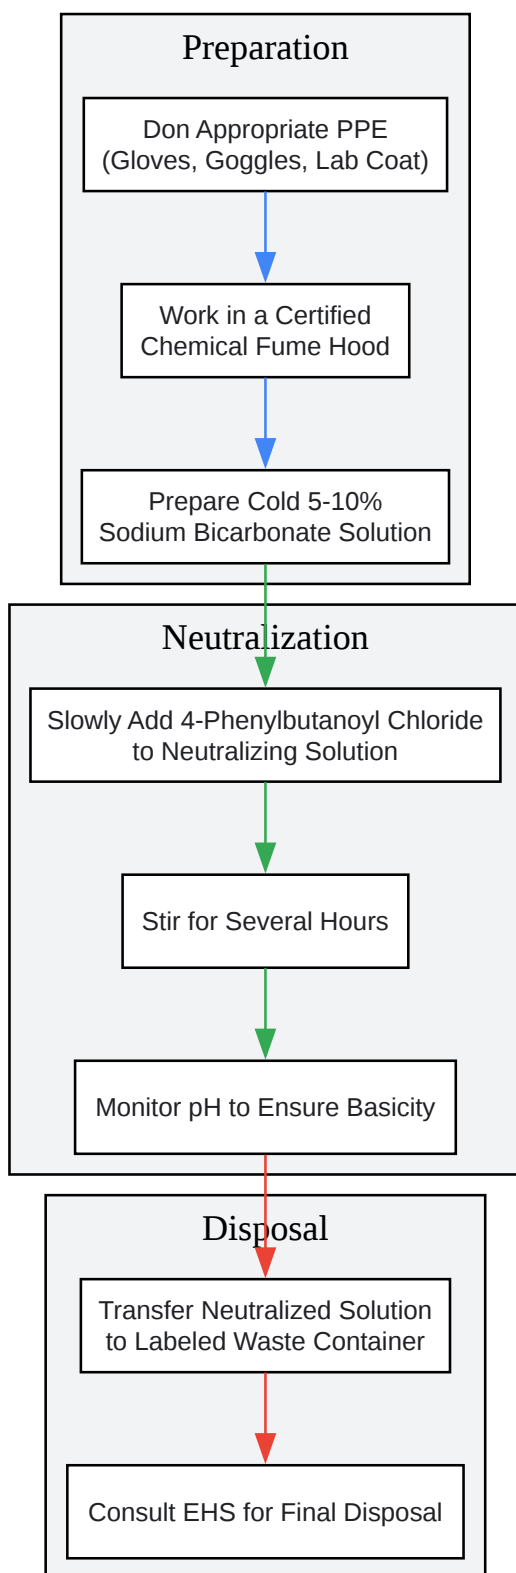 Preparation
Don Appropriate PPE
(Gloves, Goggles, Lab Coat)
Work in a Certified
Chemical Fume Hood
Prepare Cold 5-10%
Sodium Bicarbonate Solution
Neutralization
Slowly Add 4-Phenylbutanoyl Chloride
to Neutralizing Solution
Stir for Several Hours
Monitor pH to Ensure Basicity
Disposal
Transfer Neutralized Solution
to Labeled Waste Container
Consult EHS for Final Disposal